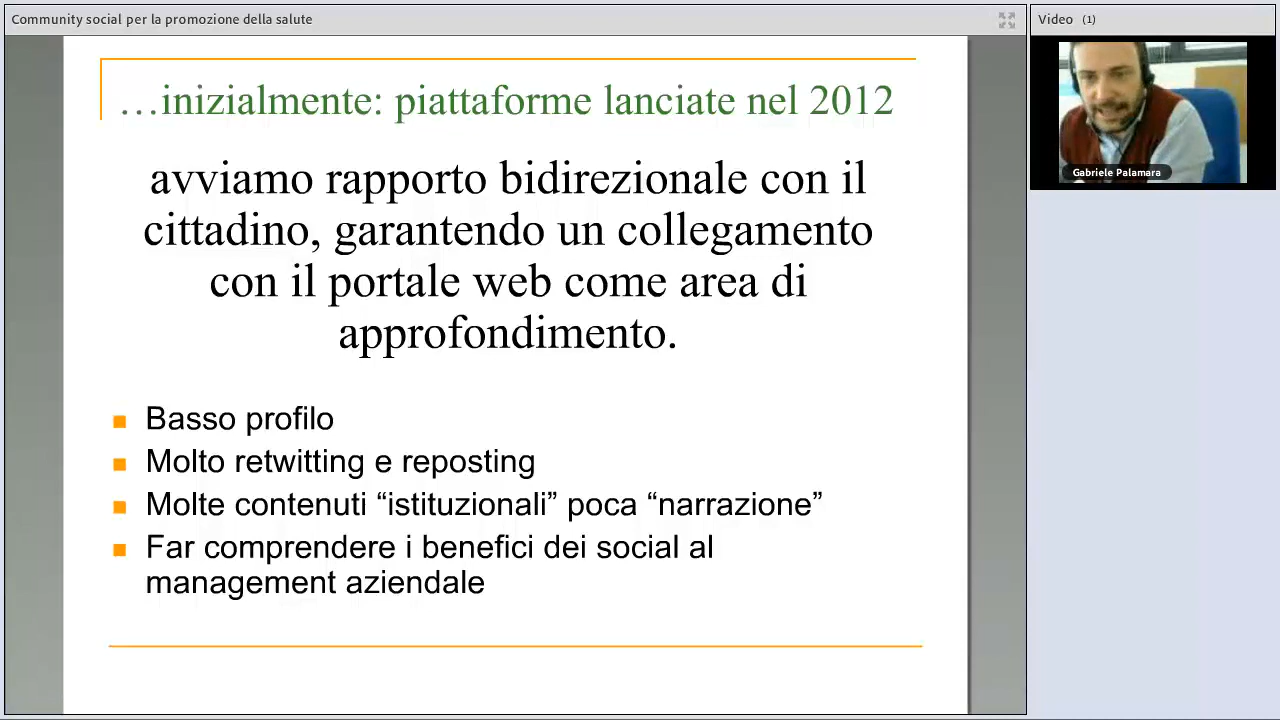 Community social per la promozione della salute
Video (1)
Gabriele Palamara
…inizialmente: piattaforme lanciate nel 2012
avviamo rapporto bidirezionale con il
cittadino, garantendo un collegamento
con il portale web come area di
approfondimento.
Basso profilo
Molto retwitting e reposting
Molte contenuti “istituzionali” poca “narrazione”
Far comprendere i benefici dei social al
management aziendale